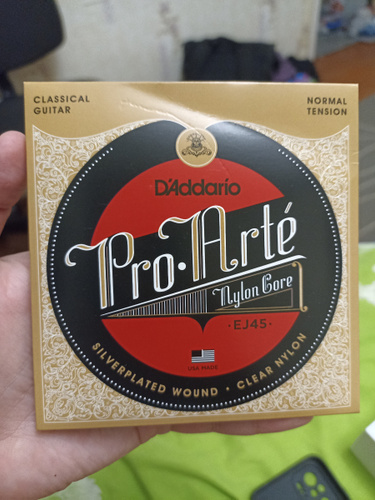 CLASSICAL
GUITAR
NORMAL
TENSION
D'Addario
Pro·Arté
Nylon Core
·EJ45·
USA MADE
SILVERPLATED WOUND · CLEAR NYLON